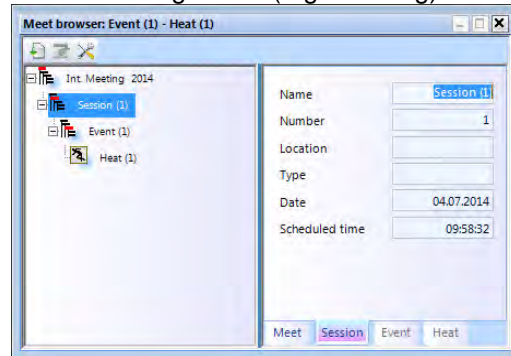 Meet browser: Event (1) - Heat (1)
Int. Meeting 2014
Session (1)
Event (1)
Heat (1)
Name Session (1)
Number 1
Location
Type
Date 04.07.2014
Scheduled time 09:58:32
Meet Session Event Heat